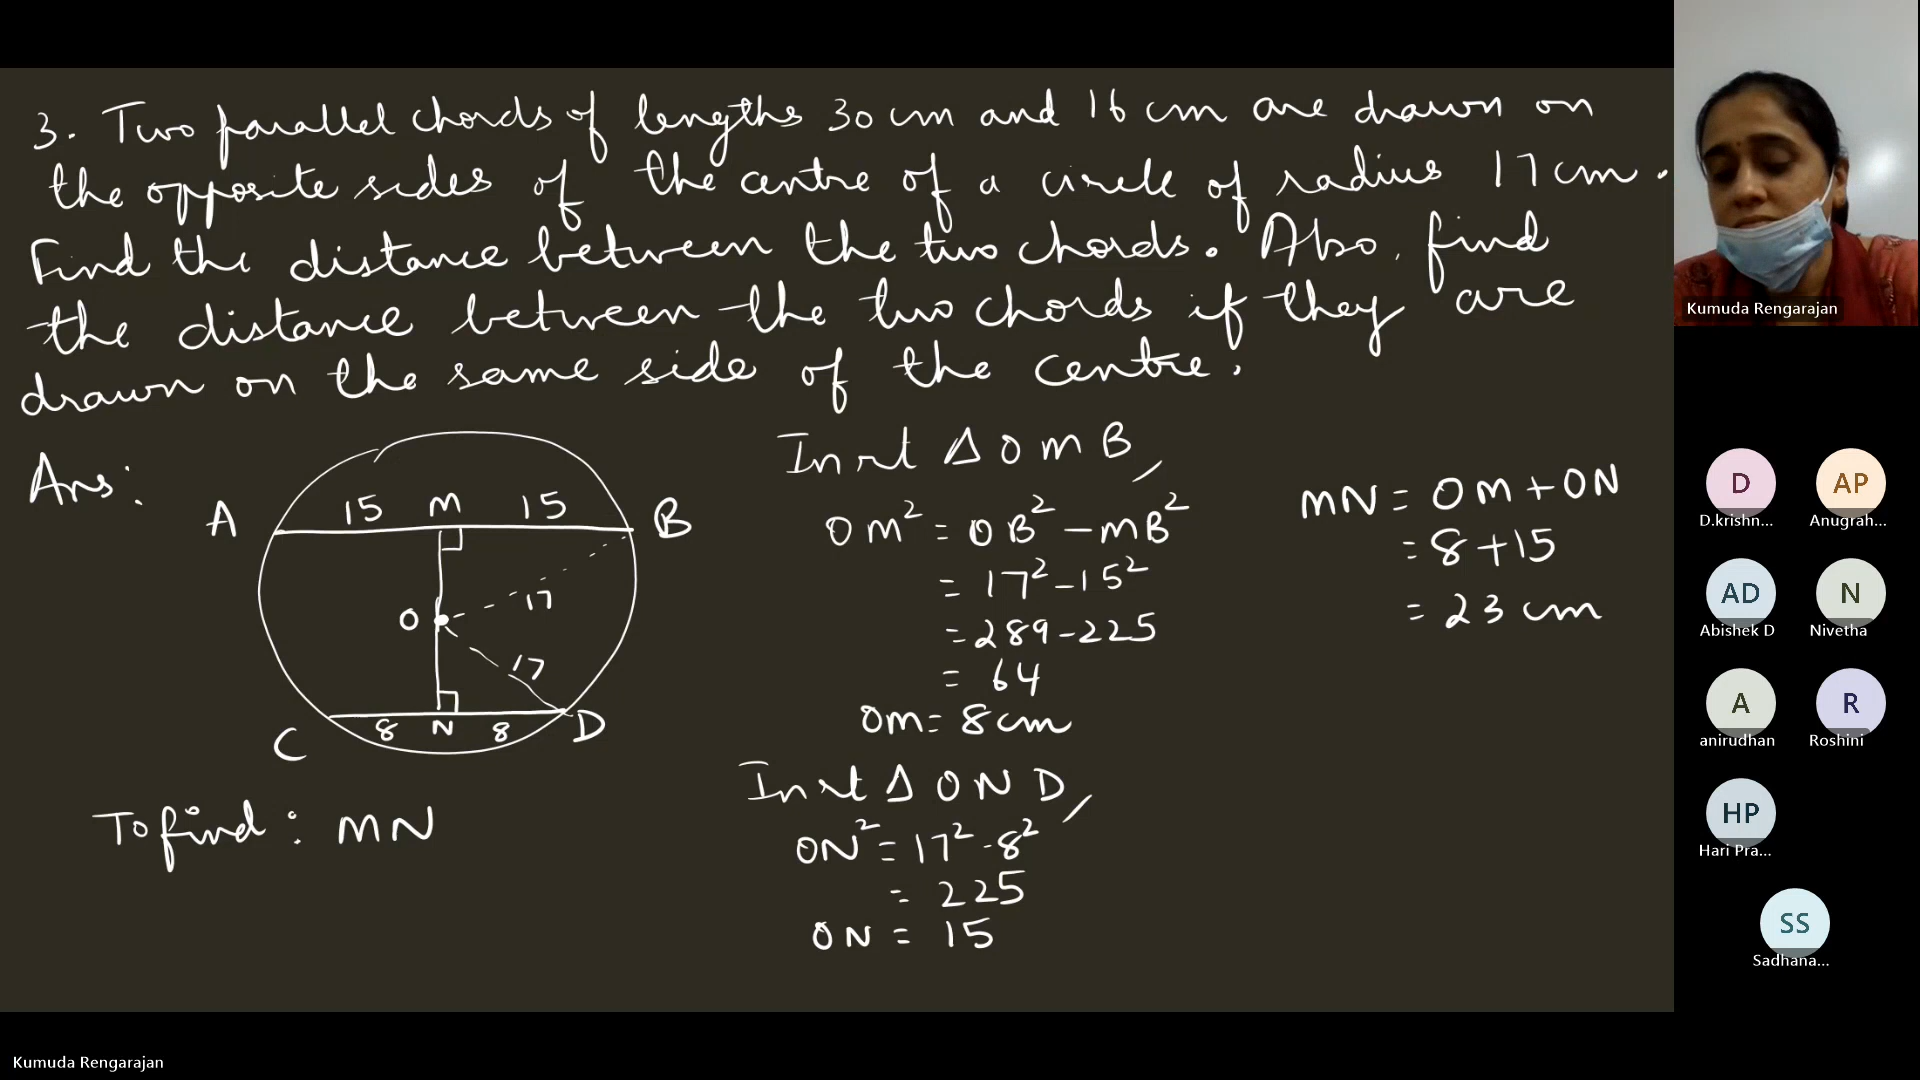 3. Two parallel chords of lengths 30 cm and 16 cm are drawn on
the opposite sides of the centre of a circle of radius 17 cm.
Find the distance between the two chords. Also, find
the distance between the two chords if they are
drawn on the same side of the centre.
Ans:
A 15 M 15 B
O 17
17
C 8 N 8 D
To find: MN
In rt Δ OMB,
OM² = OB² - MB²
= 17² - 15²
= 289 - 225
= 64
OM = 8 cm
In rt Δ OND,
ON² = 17² - 8²
= 225
ON = 15
MN = OM + ON
= 8 + 15
= 23 cm
Kumuda Rengarajan
D AP
D.krishn... Anugrah...
AD N
Abishek D Nivetha
A R
anirudhan Roshini
HP
Hari Pra...
SS
Sadhana...
Kumuda Rengarajan